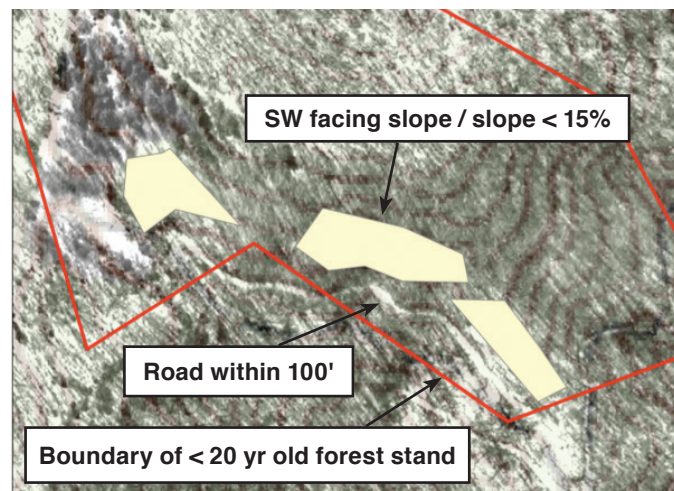 SW facing slope / slope < 15%
Road within 100'
Boundary of < 20 yr old forest stand